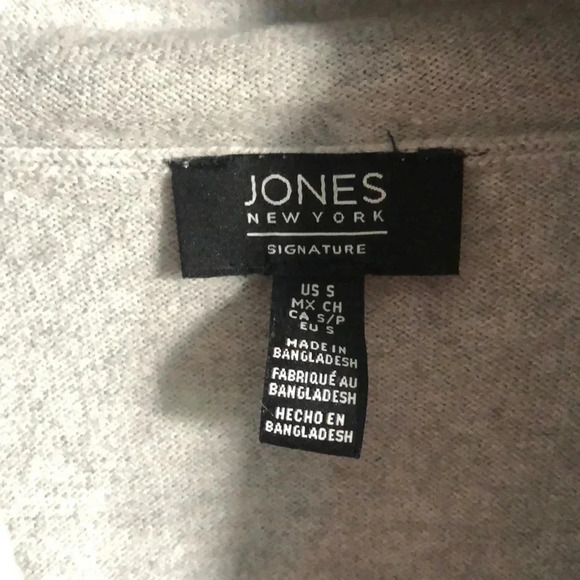 JONES
NEW YORK
SIGNATURE
US S
MX CH
CA S/P
EU S
MADE IN
BANGLADESH
FABRIQUÉ AU
BANGLADESH
HECHO EN
BANGLADESH